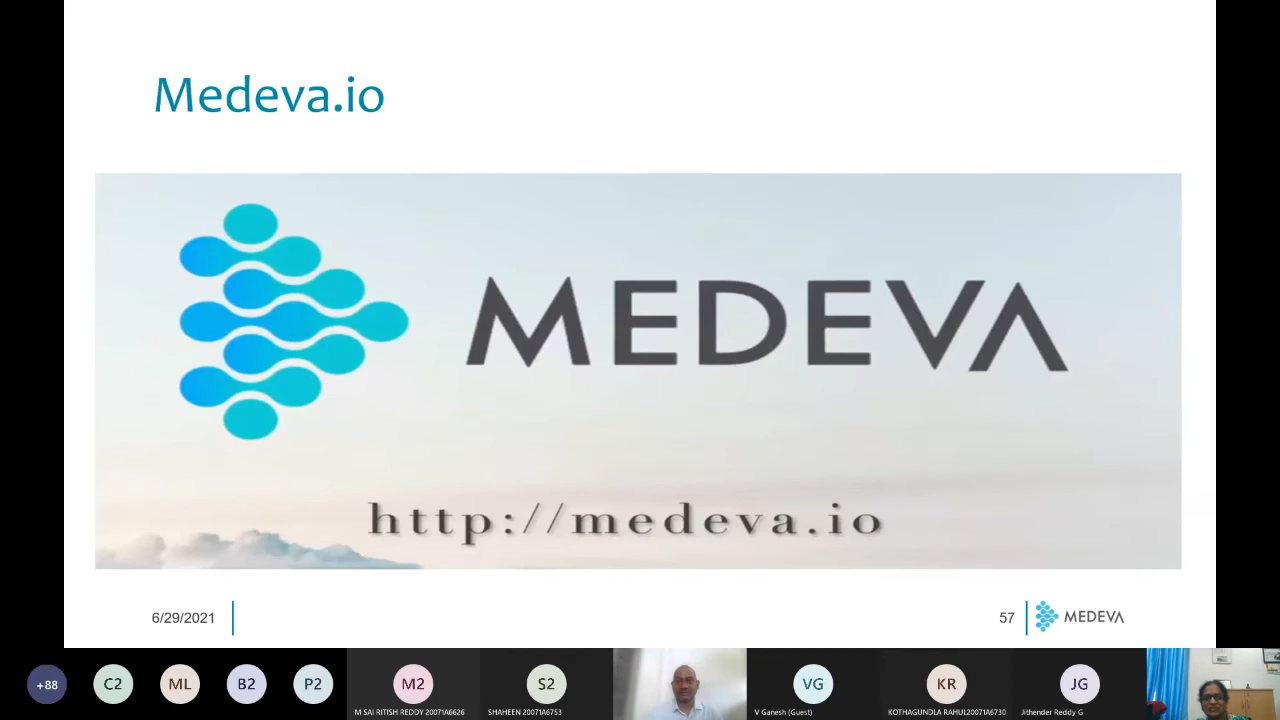 Medeva.io
MEDEVA
http://medeva.io
6/29/2021
57
MEDEVA
+88
C2
ML
B2
P2
M2
S2
VG
KR
JG
M SAI RITISH REDDY 20071A6626
SHAHEEN 20071A6753
V Ganesh (Guest)
KOTHAGUNDLA RAHUL20071A6730
Jithender Reddy G